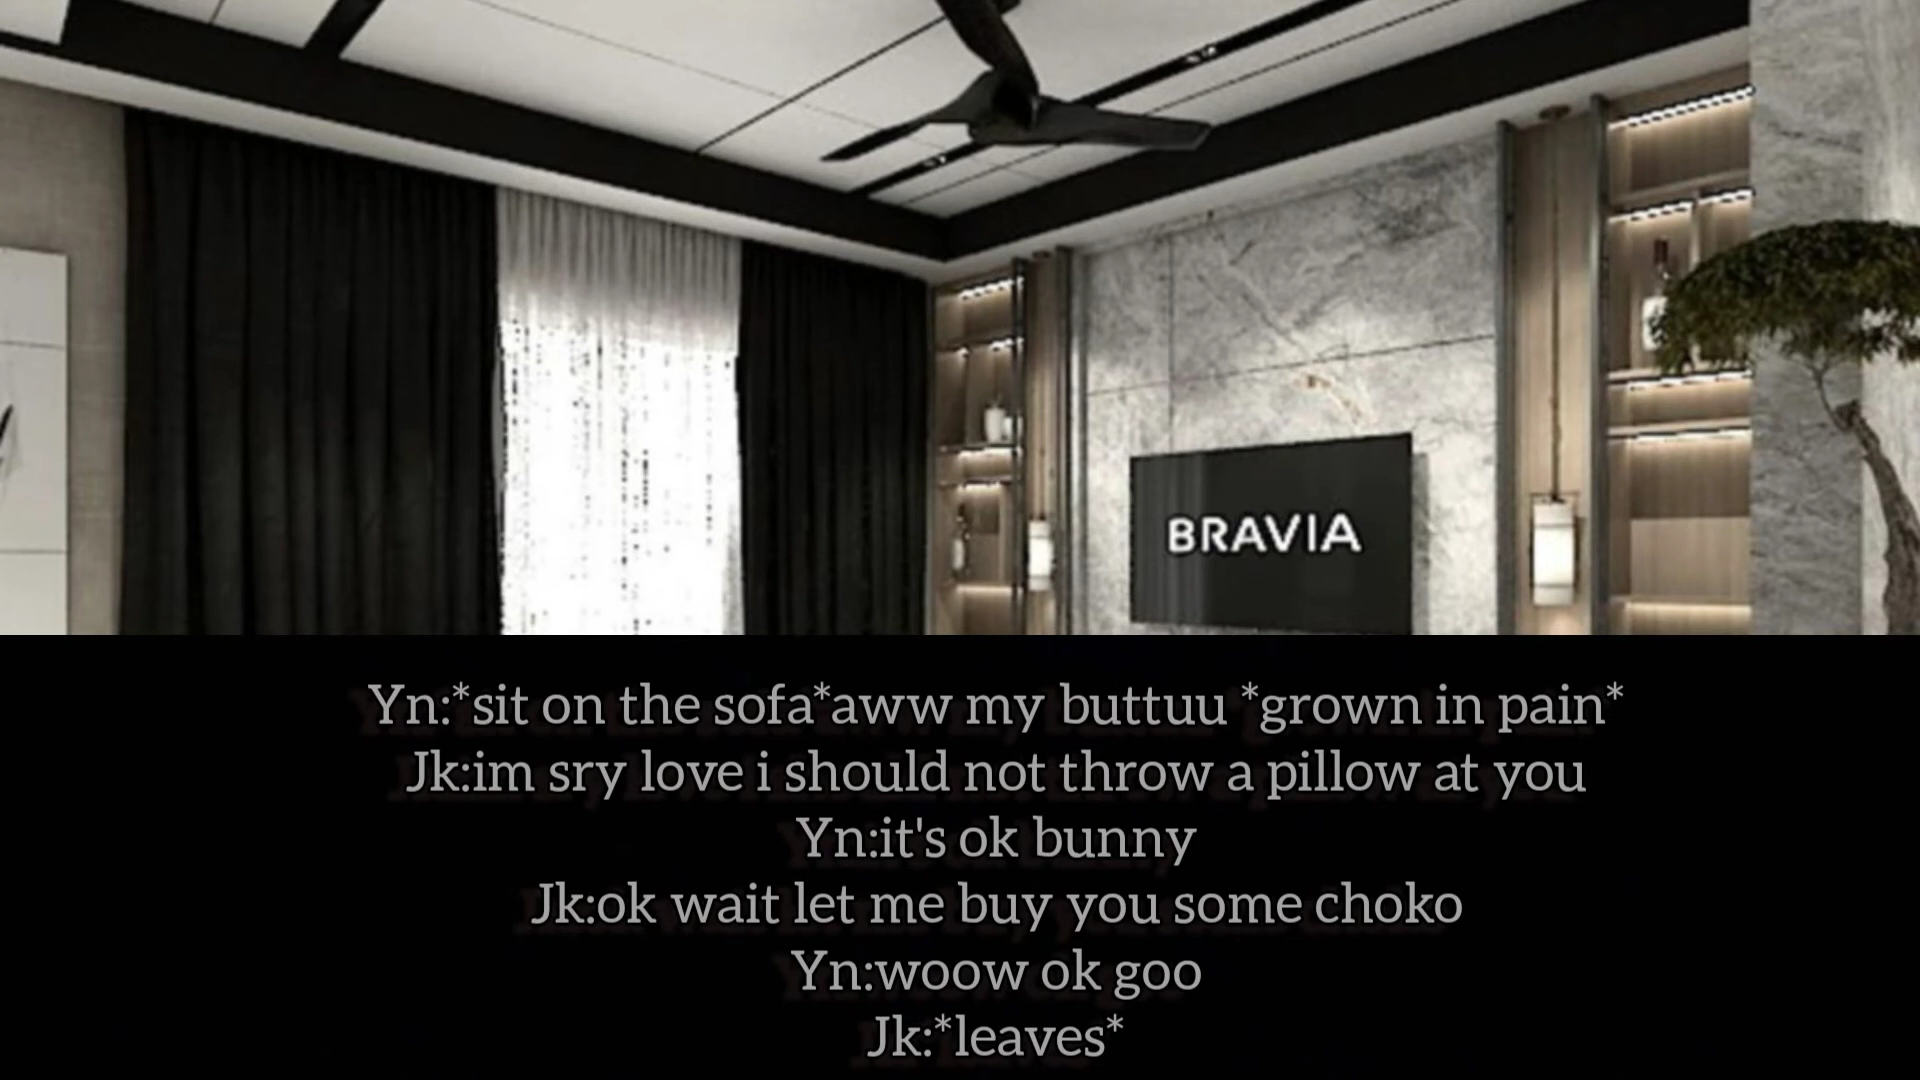 BRAVIA
Yn:*sit on the sofa*aww my buttuu *grown in pain*
Jk:im sry love i should not throw a pillow at you
Yn:it's ok bunny
Jk:ok wait let me buy you some choko
Yn:woow ok goo
Jk:*leaves*